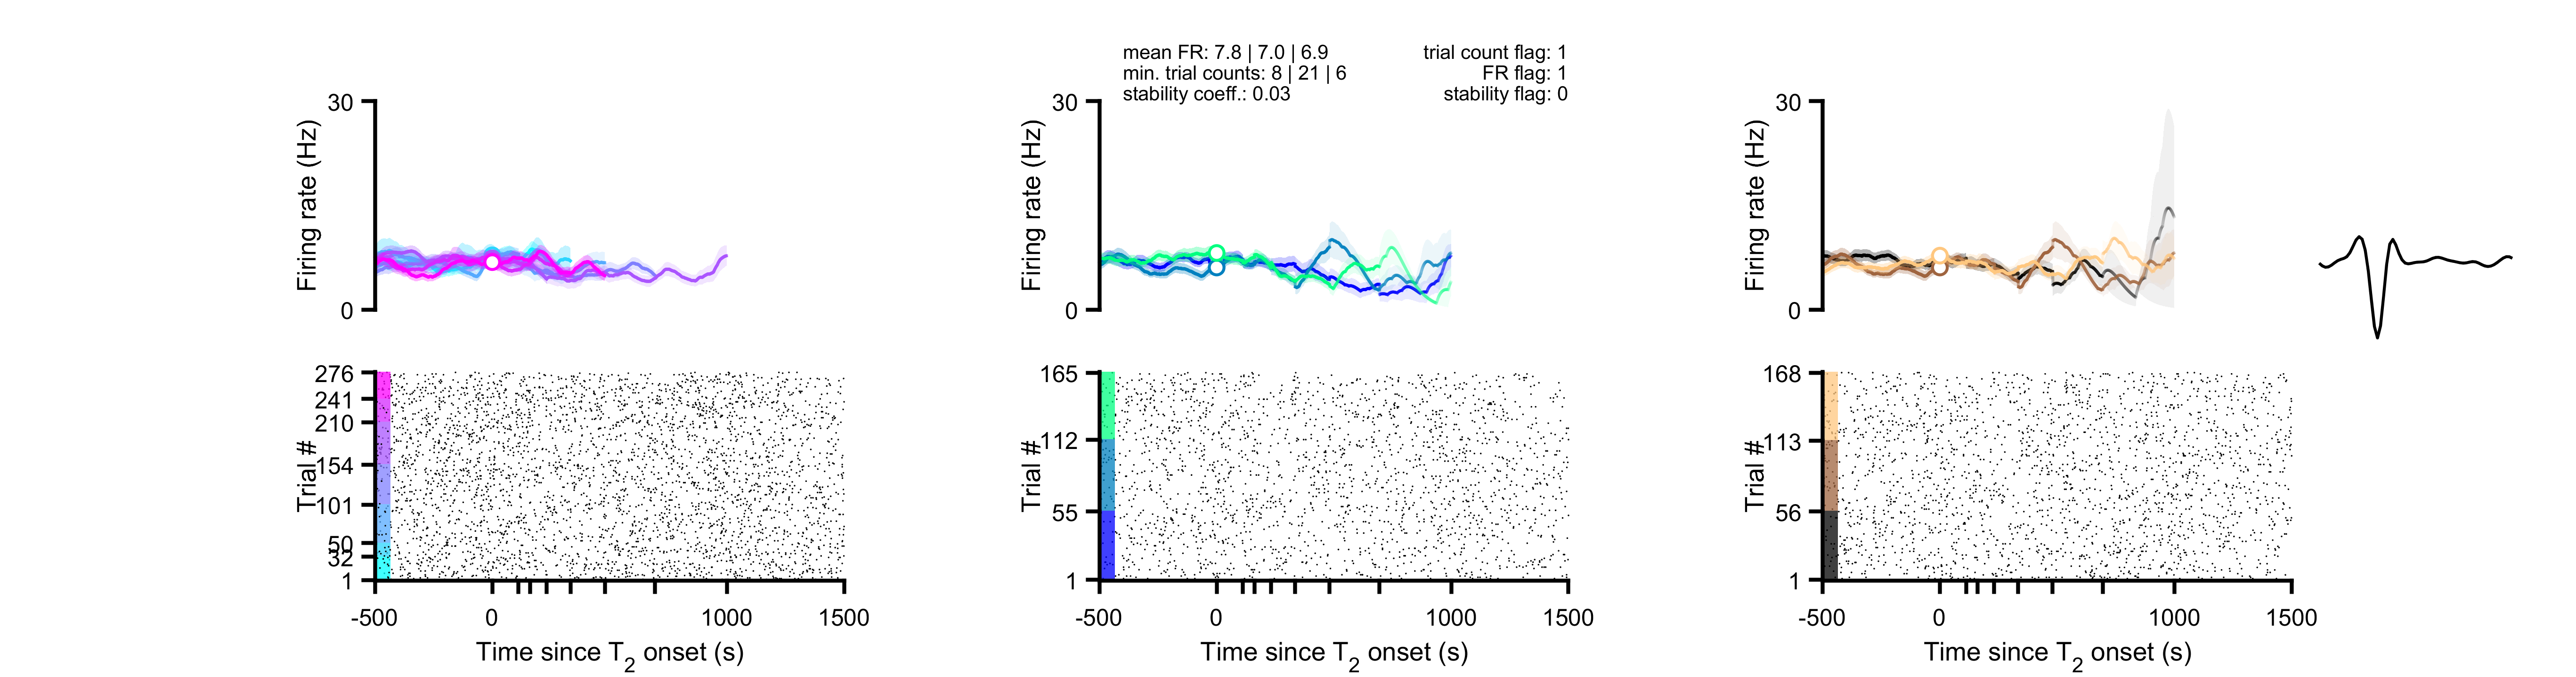 mean FR: 7.8 | 7.0 | 6.9
min. trial counts: 8 | 21 | 6
stability coeff.: 0.03
trial count flag: 1
FR flag: 1
stability flag: 0
30
Firing rate (Hz)
0
30
Firing rate (Hz)
0
30
Firing rate (Hz)
0
276
241
210
154
101
50
32
1
Trial #
-500
0
1000
1500
Time since T2 onset (s)
165
112
55
1
Trial #
-500
0
1000
1500
Time since T2 onset (s)
168
113
56
1
Trial #
-500
0
1000
1500
Time since T2 onset (s)